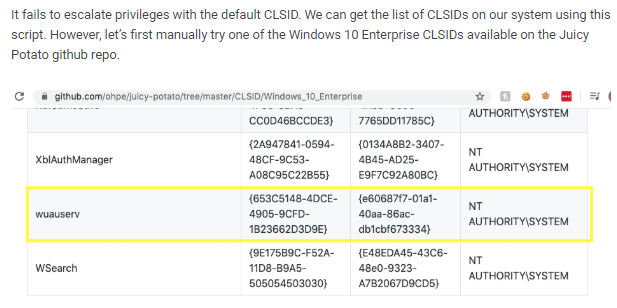 It fails to escalate privileges with the default CLSID. We can get the list of CLSIDs on our system using this
script. However, let's first manually try one of the Windows 10 Enterprise CLSIDs available on the Juicy
Potato github repo.
github.com/ohpe/juicy-potato/tree/master/CLSID/Windows_10_Enterprise
CC0D46BCCDE3} 7765DD11785C} AUTHORITY\SYSTEM
XblAuthManager {2A947841-0594-48CF-9C53-A08C95C22B55} {0134A8B2-3407-4B45-AD25-E9F7C92A80BC} NT AUTHORITY\SYSTEM
wuauserv {653C5148-4DCE-4905-9CFD-1B23662D3D9E} {e60687f7-01a1-40aa-86ac-db1cbf673334} NT AUTHORITY\SYSTEM
WSearch {9E175B9C-F52A-11D8-B9A5-505054503030} {E48EDA45-43C6-48e0-9323-A7B2067D9CD5} NT AUTHORITY\SYSTEM